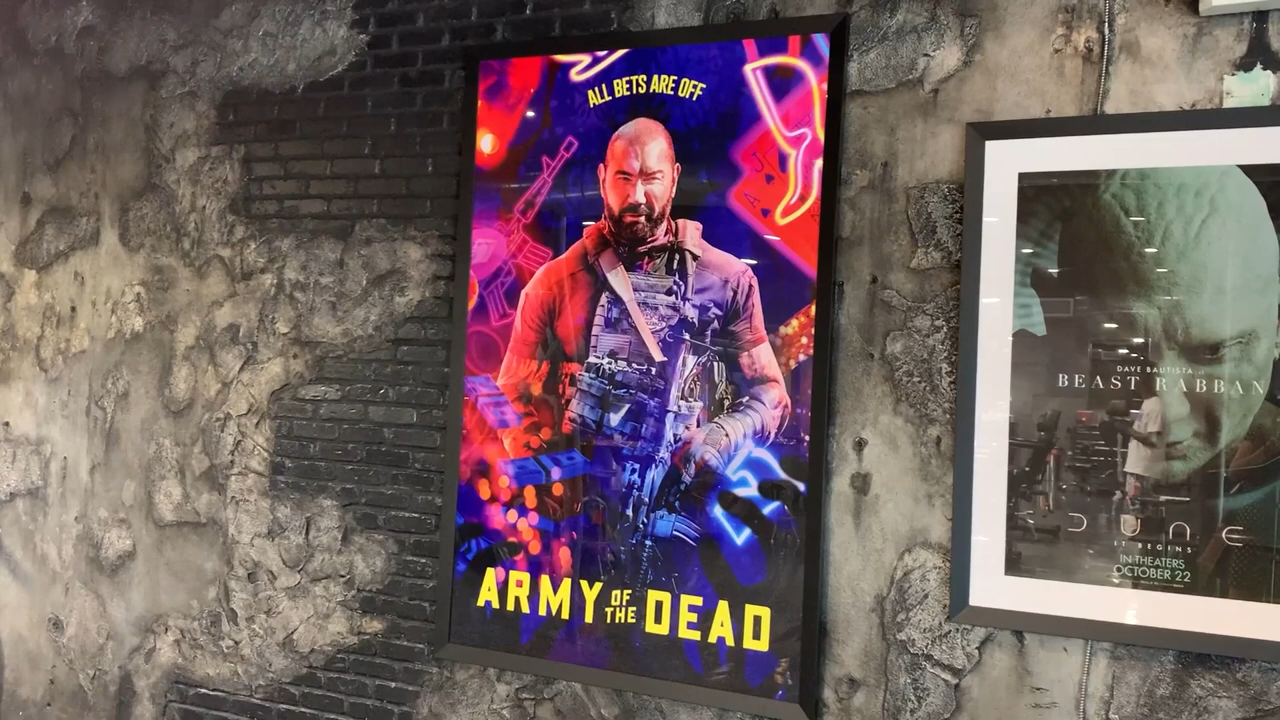 ALL BETS ARE OFF
ARMY OF THE DEAD
DAVE BAUTISTA IS
BEAST RABBAN
DUNE
IT BEGINS
IN THEATERS
OCTOBER 22